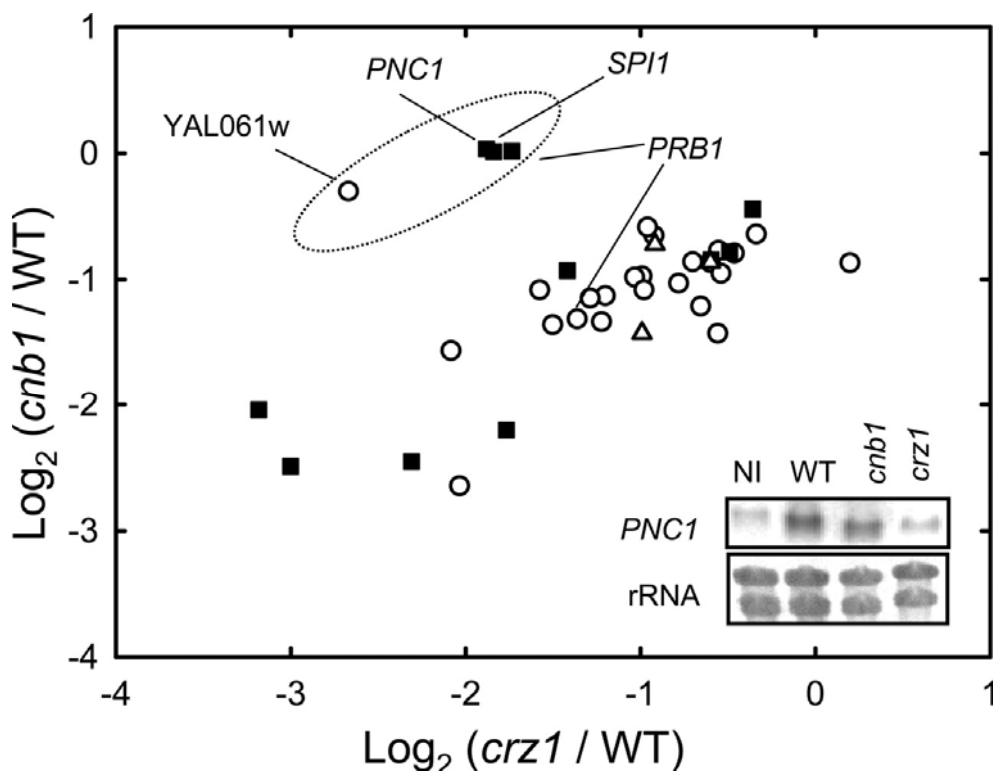 1
0
-1
-2
-3
-4
Log2 (cnb1 / WT)
PNC1
SPI1
YAL061w
PRB1
NI WT cnb1 crz1
PNC1
rRNA
-4 -3 -2 -1 0 1
Log2 (crz1 / WT)